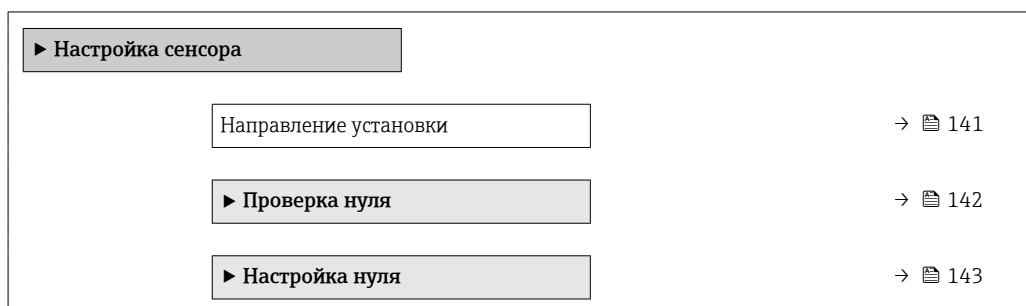 ▶ Настройка сенсора
Направление установки → 141
▶ Проверка нуля → 142
▶ Настройка нуля → 143